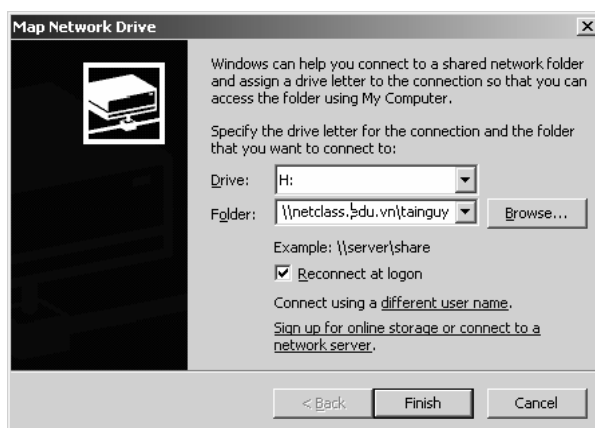 Map Network Drive
Windows can help you connect to a shared network folder
and assign a drive letter to the connection so that you can
access the folder using My Computer.
Specify the drive letter for the connection and the folder
that you want to connect to:
Drive: H:
Folder: \\netclass.edu.vn\tainguy Browse...
Example: \\server\share
Reconnect at logon
Connect using a different user name.
Sign up for online storage or connect to a
network server.
< Back Finish Cancel